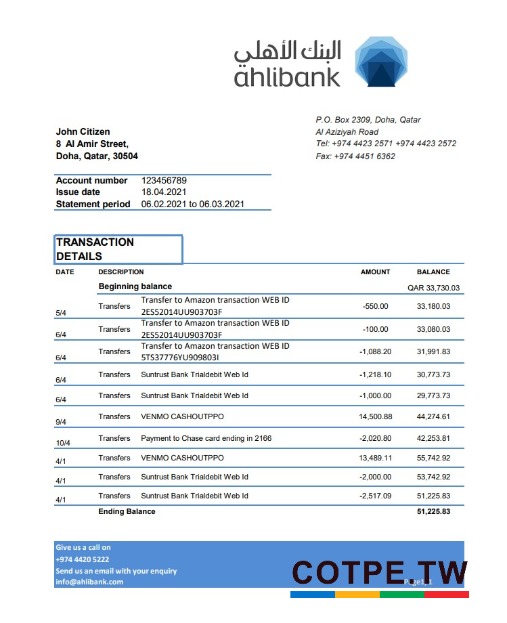 البنك الأهلي
ahlibank
P.O. Box 2309, Doha, Qatar
Al Aziziyah Road
Tel: +974 4423 2571 +974 4423 2572
Fax: +974 4451 6362
John Citizen
8 Al Amir Street,
Doha, Qatar, 30504
Account number 123456789
Issue date 18.04.2021
Statement period 06.02.2021 to 06.03.2021
TRANSACTION
DETAILS
DATE DESCRIPTION AMOUNT BALANCE
Beginning balance QAR 33,730.03
5/4 Transfers Transfer to Amazon transaction WEB ID -550.00 33,180.03
2ES52014UU903703F
6/4 Transfers Transfer to Amazon transaction WEB ID -100.00 33,080.03
2ES52014UU903703F
6/4 Transfers Transfer to Amazon transaction WEB ID -1,088.20 31,991.83
5TS37776YU909803I
6/4 Transfers Suntrust Bank Trialdebit Web Id -1,218.10 30,773.73
6/4 Transfers Suntrust Bank Trialdebit Web Id -1,000.00 29,773.73
9/4 Transfers VENMO CASHOUTPPO 14,500.88 44,274.61
10/4 Transfers Payment to Chase card ending in 2166 -2,020.80 42,253.81
4/1 Transfers VENMO CASHOUTPPO 13,489.11 55,742.92
4/1 Transfers Suntrust Bank Trialdebit Web Id -2,000.00 53,742.92
4/1 Transfers Suntrust Bank Trialdebit Web Id -2,517.09 51,225.83
Ending Balance 51,225.83
Give us a call on
+974 4420 5222
Send us an email with your enquiry
info@ahlibank.com
COTPE.TW